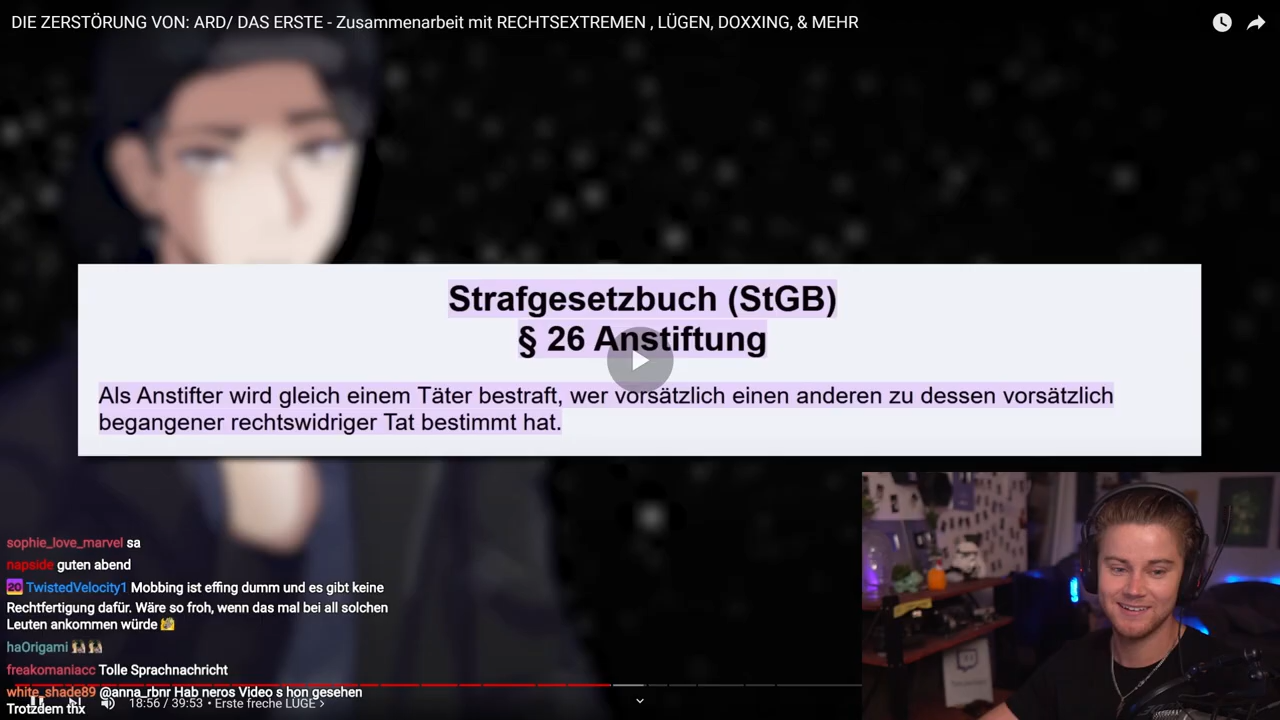 DIE ZERSTÖRUNG VON: ARD/ DAS ERSTE - Zusammenarbeit mit RECHTSEXTREMEN , LÜGEN, DOXXING, & MEHR
Strafgesetzbuch (StGB)
§ 26 Anstiftung
Als Anstifter wird gleich einem Täter bestraft, wer vorsätzlich einen anderen zu dessen vorsätzlich
begangener rechtswidriger Tat bestimmt hat.
sophie_love_marvel sa
napside guten abend
20 TwistedVelocity1 Mobbing ist effing dumm und es gibt keine
Rechtfertigung dafür. Wäre so froh, wenn das mal bei all solchen
Leuten ankommen würde
haOrigami
freakomaniacc Tolle Sprachnachricht
white_shade89 @anna_rbnr Hab neros Video s hon gesehen
Trotzdem thx
18:56 / 39:53 • Erste freche LÜGE >